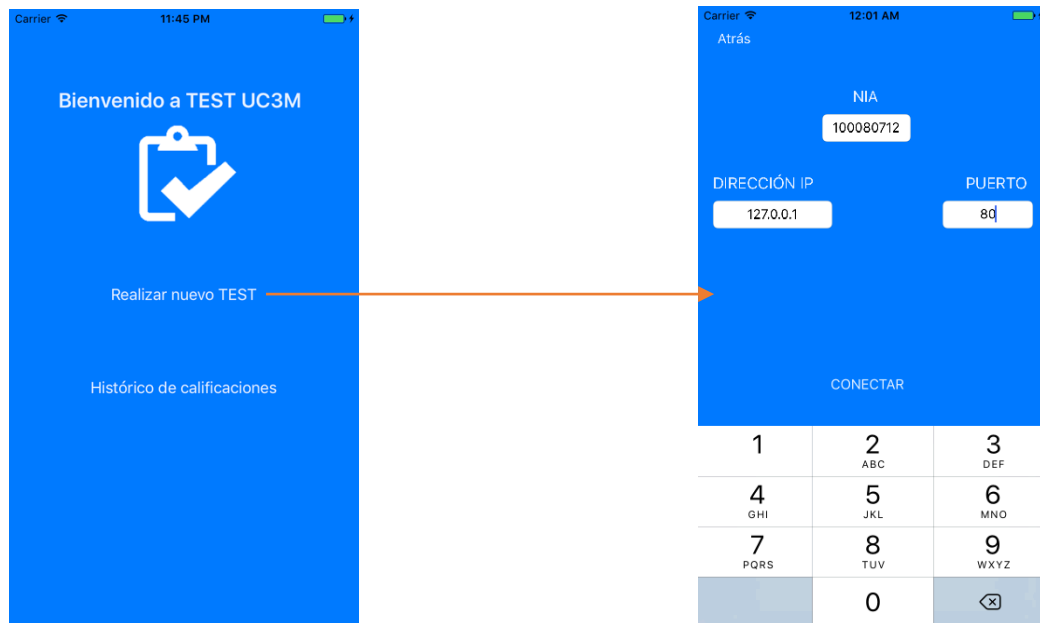 Carrier 11:45 PM
Bienvenido a TEST UC3M
Realizar nuevo TEST
Histórico de calificaciones
Carrier 12:01 AM
Atrás
NIA
100080712
DIRECCIÓN IP PUERTO
127.0.0.1 80
CONECTAR
1 2 3
ABC DEF
4 5 6
GHI JKL MNO
7 8 9
PQRS TUV WXYZ
0